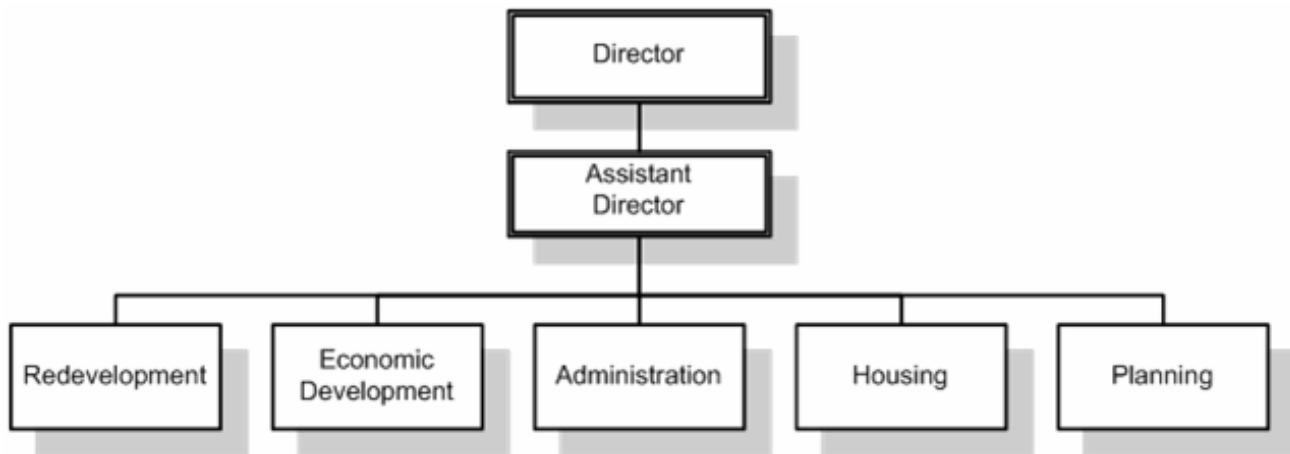 Director
Assistant
Director
Redevelopment
Economic
Development
Administration
Housing
Planning